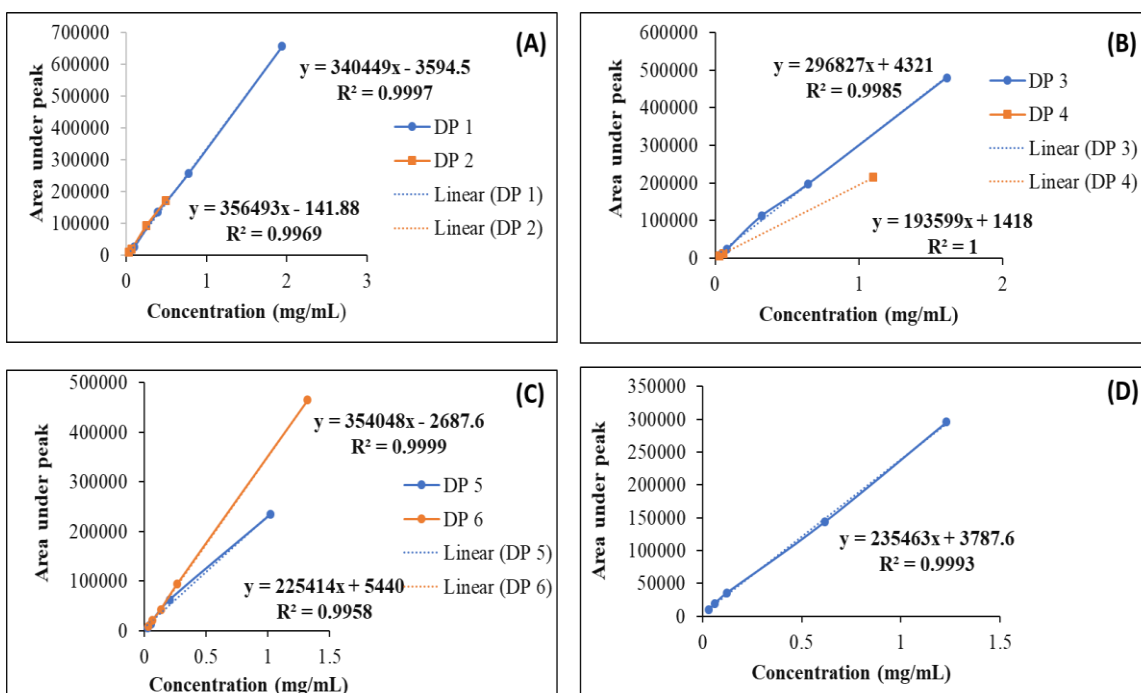 (A)
700000
600000
500000
400000
300000
200000
100000
0
Area under peak
y = 340449x - 3594.5
R² = 0.9997
y = 356493x - 141.88
R² = 0.9969
DP 1
DP 2
Linear (DP 1)
Linear (DP 2)
0 1 2 3
Concentration (mg/mL)
(B)
600000
500000
400000
300000
200000
100000
0
Area under peak
y = 296827x + 4321
R² = 0.9985
y = 193599x + 1418
R² = 1
DP 3
DP 4
Linear (DP 3)
Linear (DP 4)
0 1 2
Concentration (mg/mL)
(C)
500000
400000
300000
200000
100000
0
Area under peak
y = 354048x - 2687.6
R² = 0.9999
y = 225414x + 5440
R² = 0.9958
DP 5
DP 6
Linear (DP 5)
Linear (DP 6)
0 0.5 1 1.5
Concentration (mg/mL)
(D)
350000
300000
250000
200000
150000
100000
50000
0
Area under peak
y = 235463x + 3787.6
R² = 0.9993
0 0.5 1 1.5
Concentration (mg/mL)